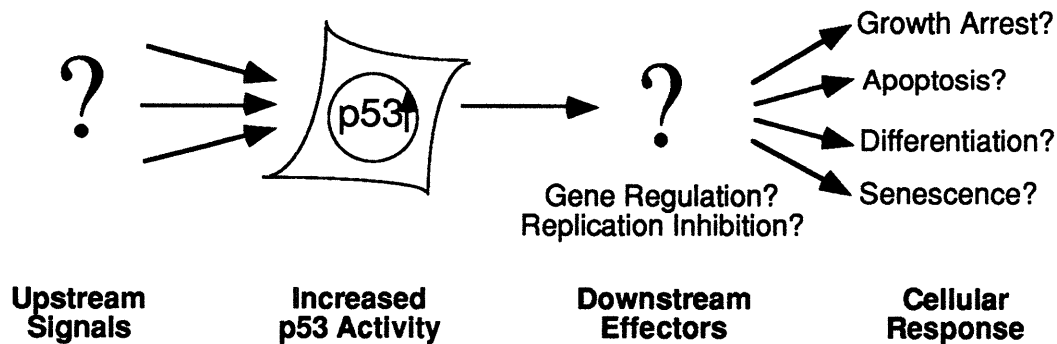 ?
p53
?
Gene Regulation?
Replication Inhibition?
Growth Arrest?
Apoptosis?
Differentiation?
Senescence?
Upstream
Signals
Increased
p53 Activity
Downstream
Effectors
Cellular
Response